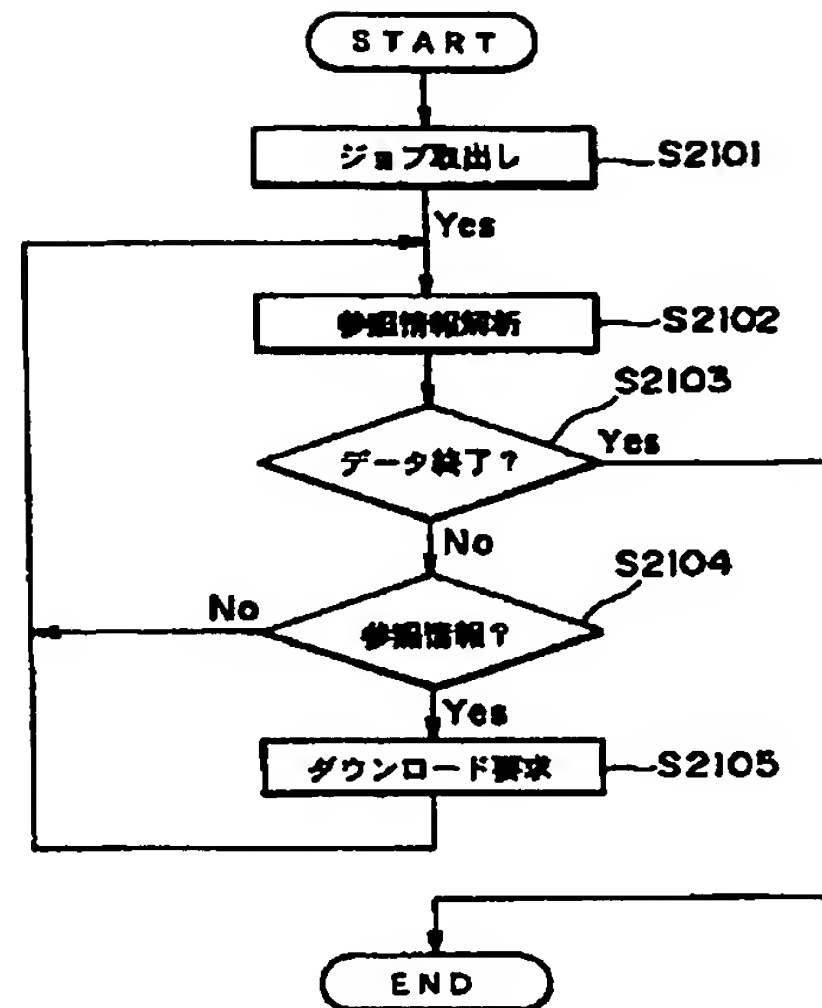 START
ジョブ取出し
S2101
Yes
参照情報解析
S2102
S2103
データ終了?
Yes
No
S2104
No
参照情報?
Yes
ダウンロード要求
S2105
END